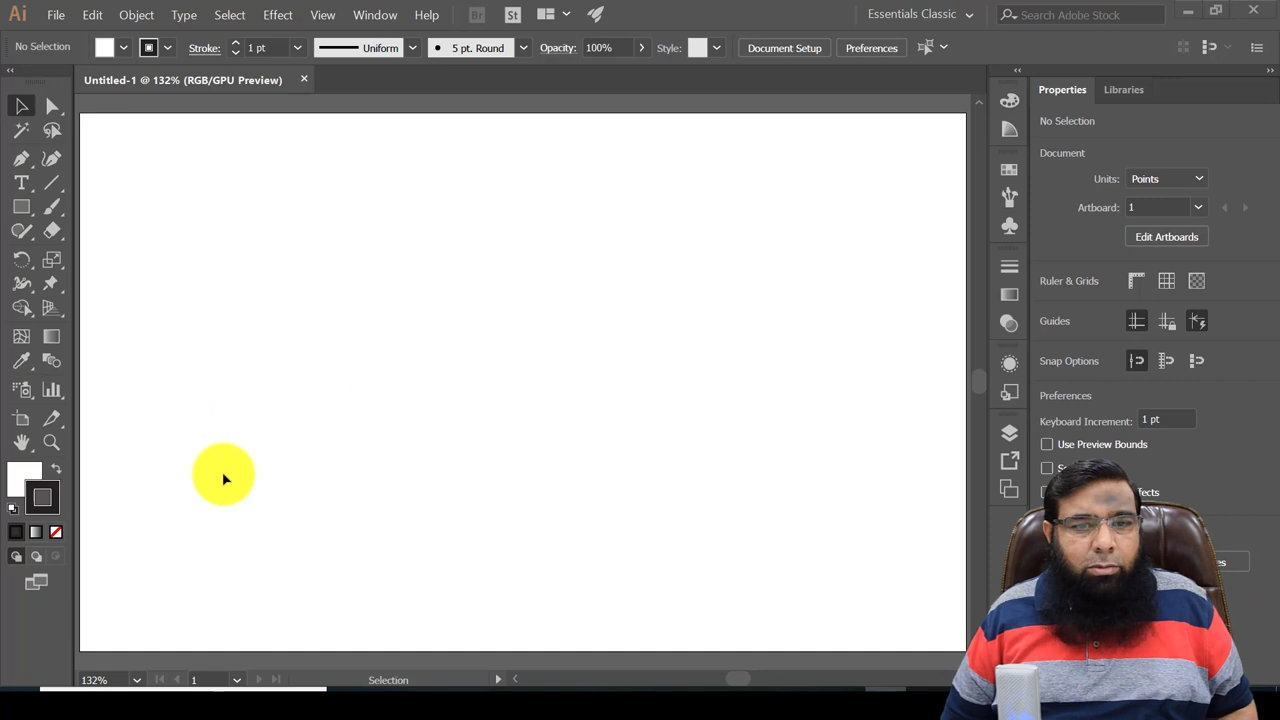 Ai File Edit Object Type Select Effect View Window Help Br St Essentials Classic Search Adobe Stock
No Selection Stroke: 1 pt Uniform 5 pt. Round Opacity: 100% Style: Document Setup Preferences
Untitled-1 @ 132% (RGB/GPU Preview)
Properties Libraries
No Selection
Document
Units: Points
Artboard: 1
Edit Artboards
Ruler & Grids
Guides
Snap Options
Preferences
Keyboard Increment: 1 pt
Use Preview Bounds
132% 1 Selection